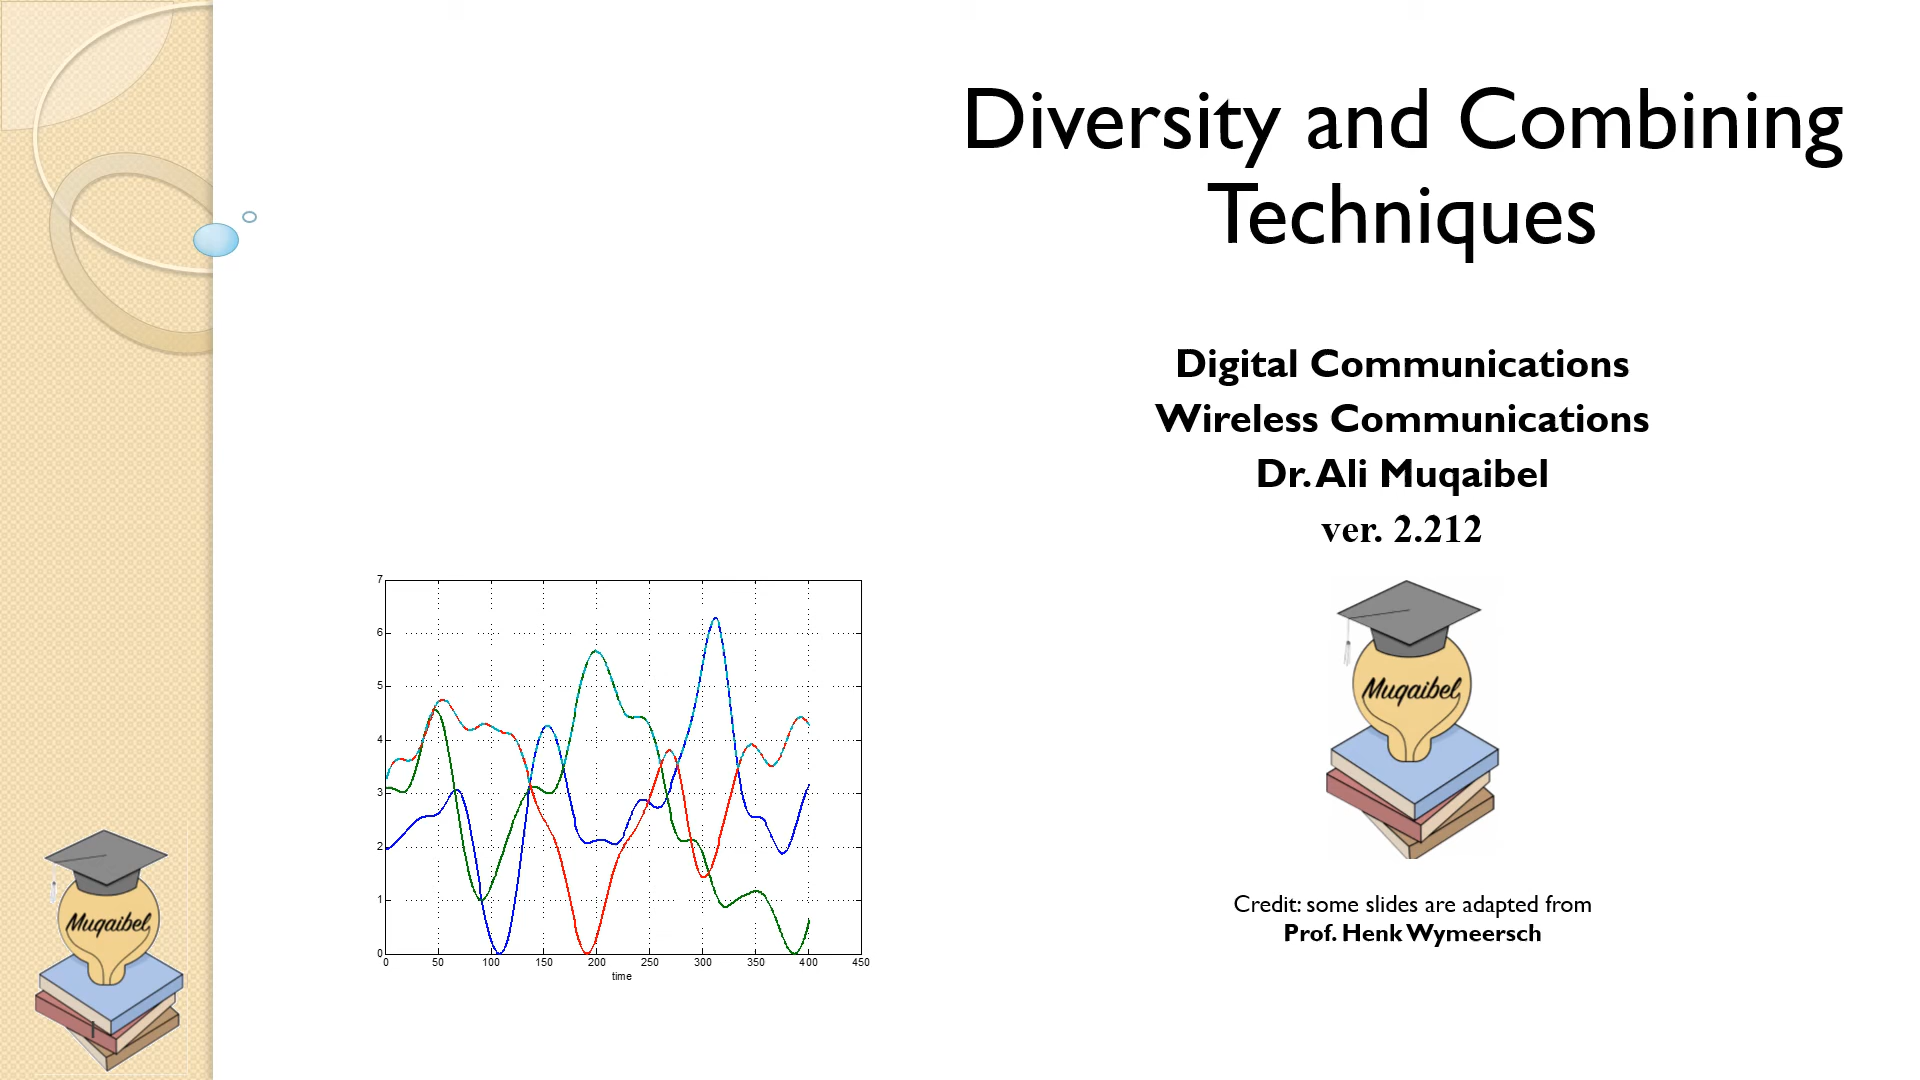 Diversity and Combining
Techniques
Digital Communications
Wireless Communications
Dr. Ali Muqaibel
ver. 2.212
7
6
5
4
3
2
1
0
0 50 100 150 200 250 300 350 400 450
time
Muqaibel
Credit: some slides are adapted from
Prof. Henk Wymeersch
Muqaibel